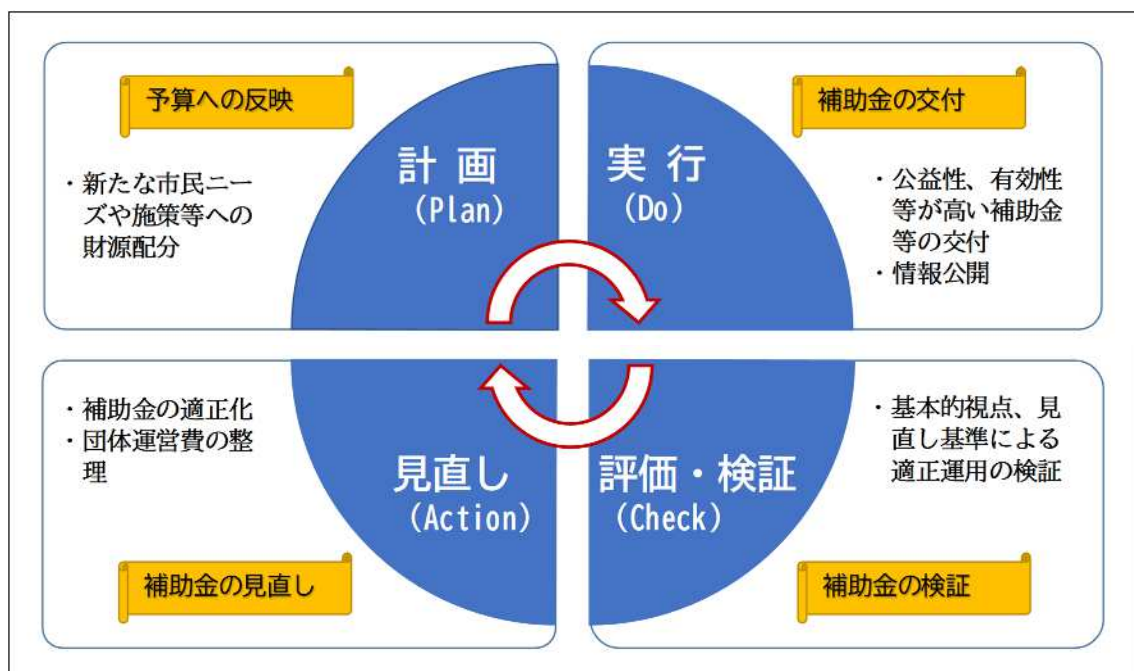 予算への反映
・新たな市民ニー
ズや施策等への
財源配分
計 画
(Plan)
補助金の交付
・公益性、有効性
等が高い補助金
等の交付
・情報公開
実 行
(Do)
・補助金の適正化
・団体運営費の整
理
見直し
(Action)
補助金の見直し
・基本的視点、見
直し基準による
適正運用の検証
評価・検証
(Check)
補助金の検証